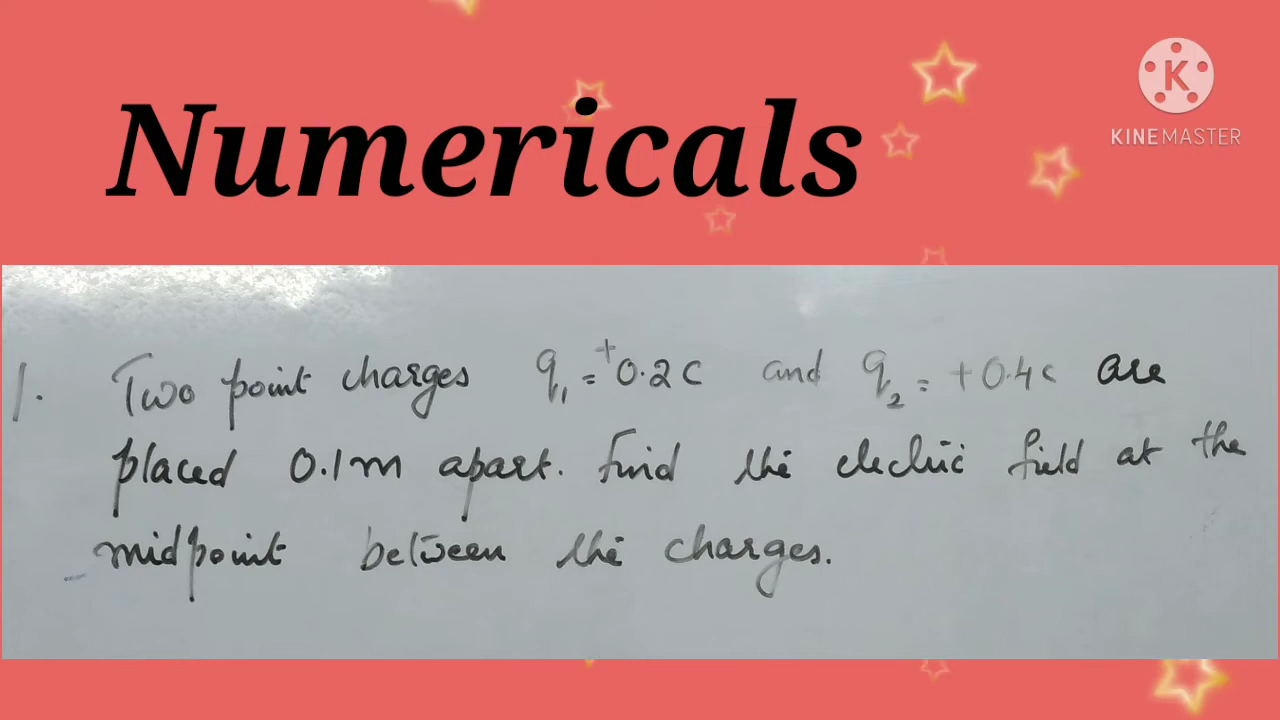 Numericals
K
KINEMASTER
1. Two point charges q₁ = +0.2C and q₂ = +0.4C are
placed 0.1m apart. Find the electric field at the
midpoint between the charges.